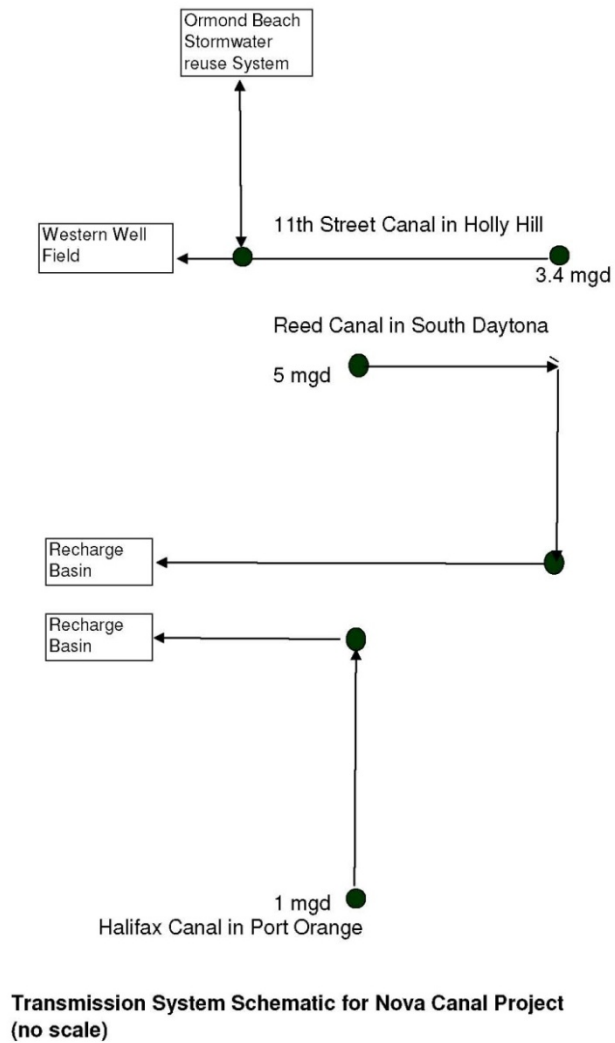 Ormond Beach
Stormwater
reuse System
11th Street Canal in Holly Hill
Western Well
Field
3.4 mgd
Reed Canal in South Daytona
5 mgd
Recharge
Basin
Recharge
Basin
1 mgd
Halifax Canal in Port Orange
Transmission System Schematic for Nova Canal Project
(no scale)